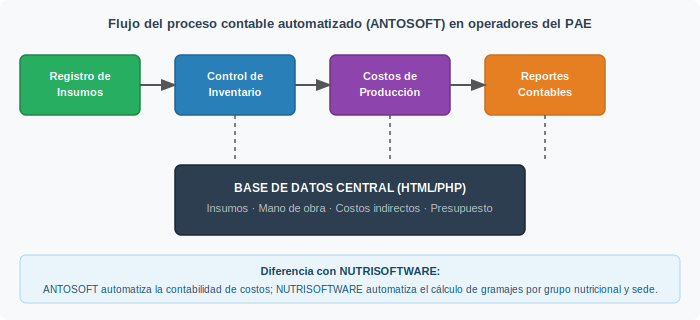 Flujo del proceso contable automatizado (ANTOSOFT) en operadores del PAE
Registro de
Insumos
Control de
Inventario
Costos de
Producción
Reportes
Contables
BASE DE DATOS CENTRAL (HTML/PHP)
Insumos · Mano de obra · Costos indirectos · Presupuesto
Diferencia con NUTRISOFTWARE:
ANTOSOFT automatiza la contabilidad de costos; NUTRISOFTWARE automatiza el cálculo de gramajes por grupo nutricional y sede.